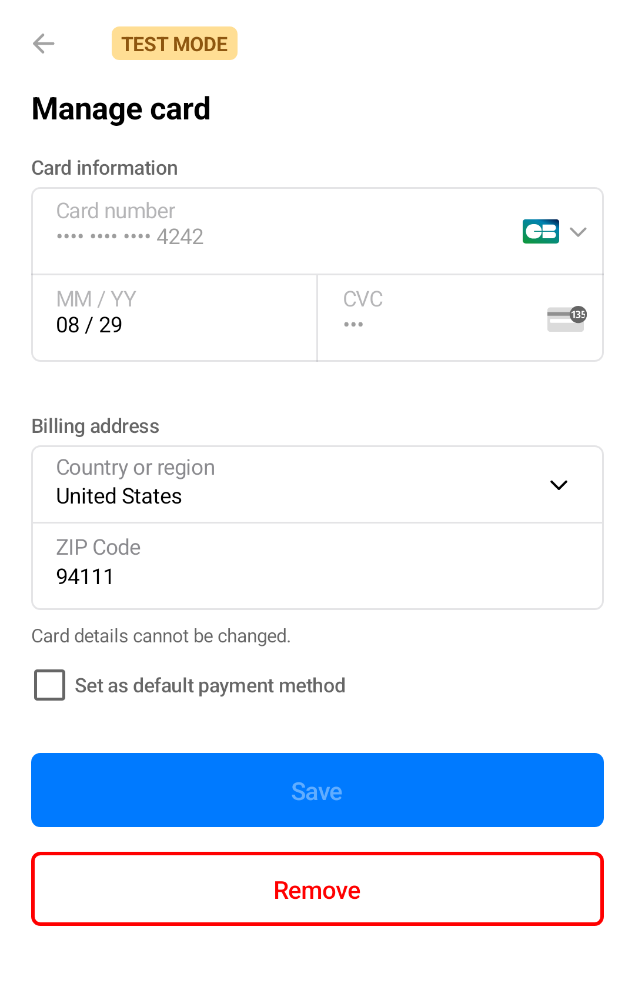 TEST MODE
Manage card
Card information
Card number
•••• •••• •••• 4242
CB
MM / YY
08 / 29
CVC
•••
135
Billing address
Country or region
United States
ZIP Code
94111
Card details cannot be changed.
Set as default payment method
Save
Remove